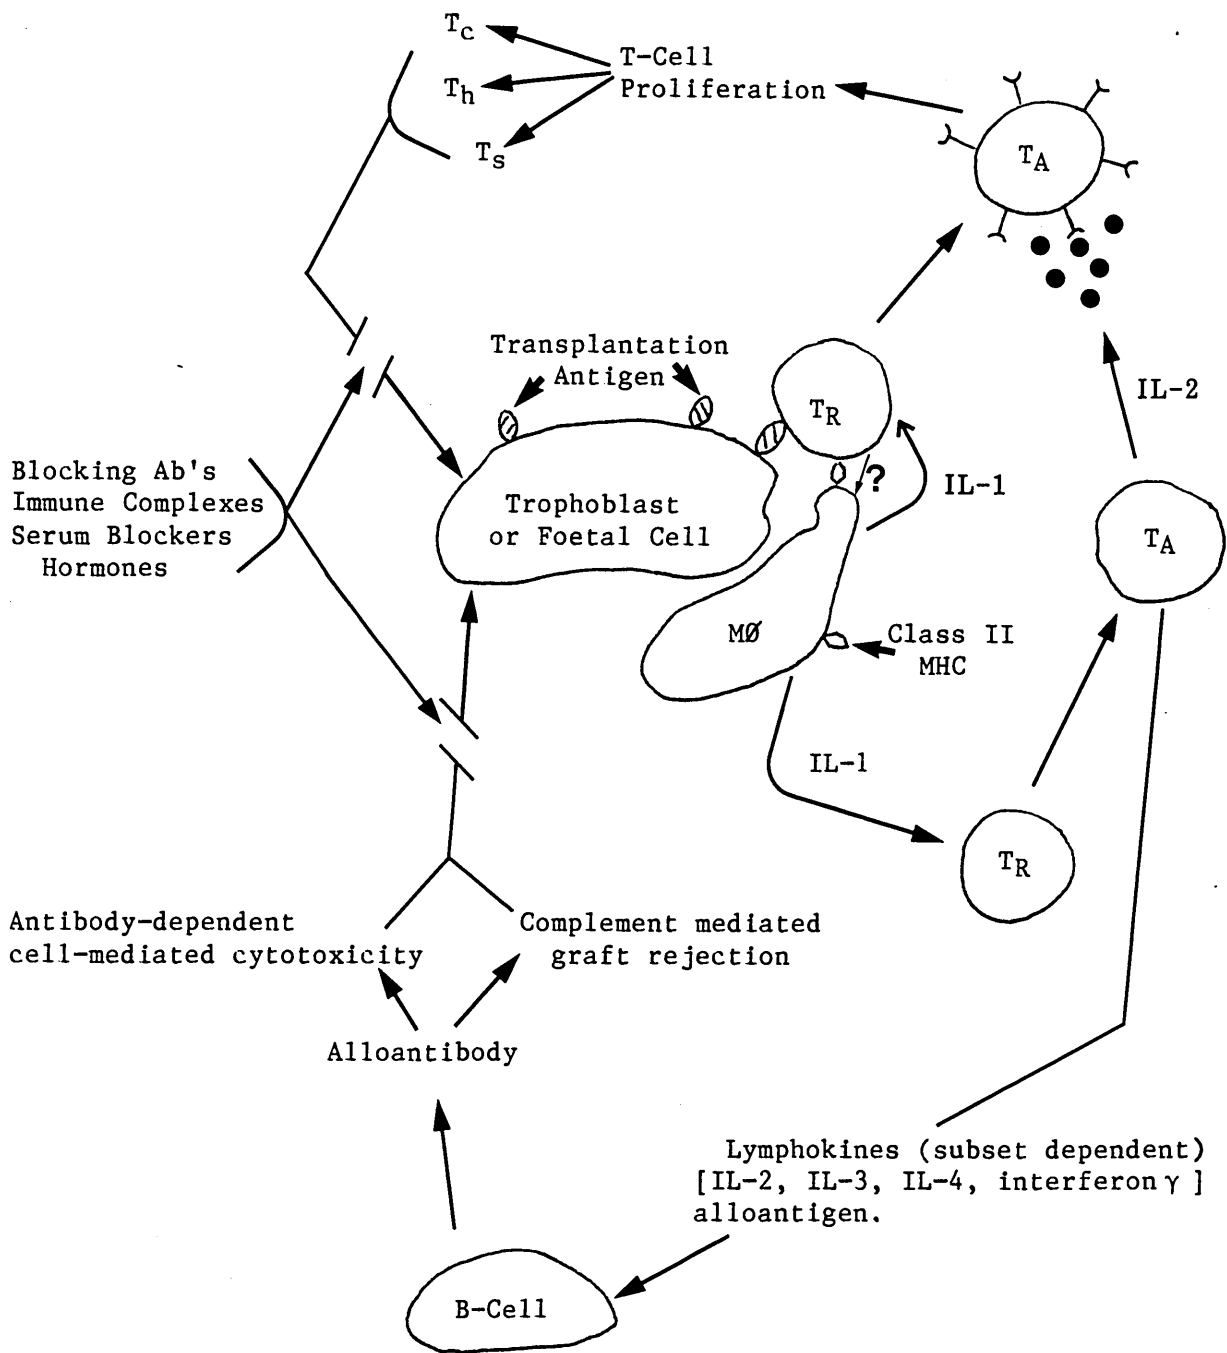 Tc
T-Cell
Proliferation
Th
Ts
TA
Transplantation
Antigen
TR
IL-2
Blocking Ab's
Immune Complexes
Serum Blockers
Hormones
Trophoblast
or Foetal Cell
?
IL-1
TA
MØ
Class II
MHC
IL-1
TR
Antibody-dependent
cell-mediated cytotoxicity
Complement mediated
graft rejection
Alloantibody
Lymphokines (subset dependent)
[IL-2, IL-3, IL-4, interferon γ ]
alloantigen.
B-Cell